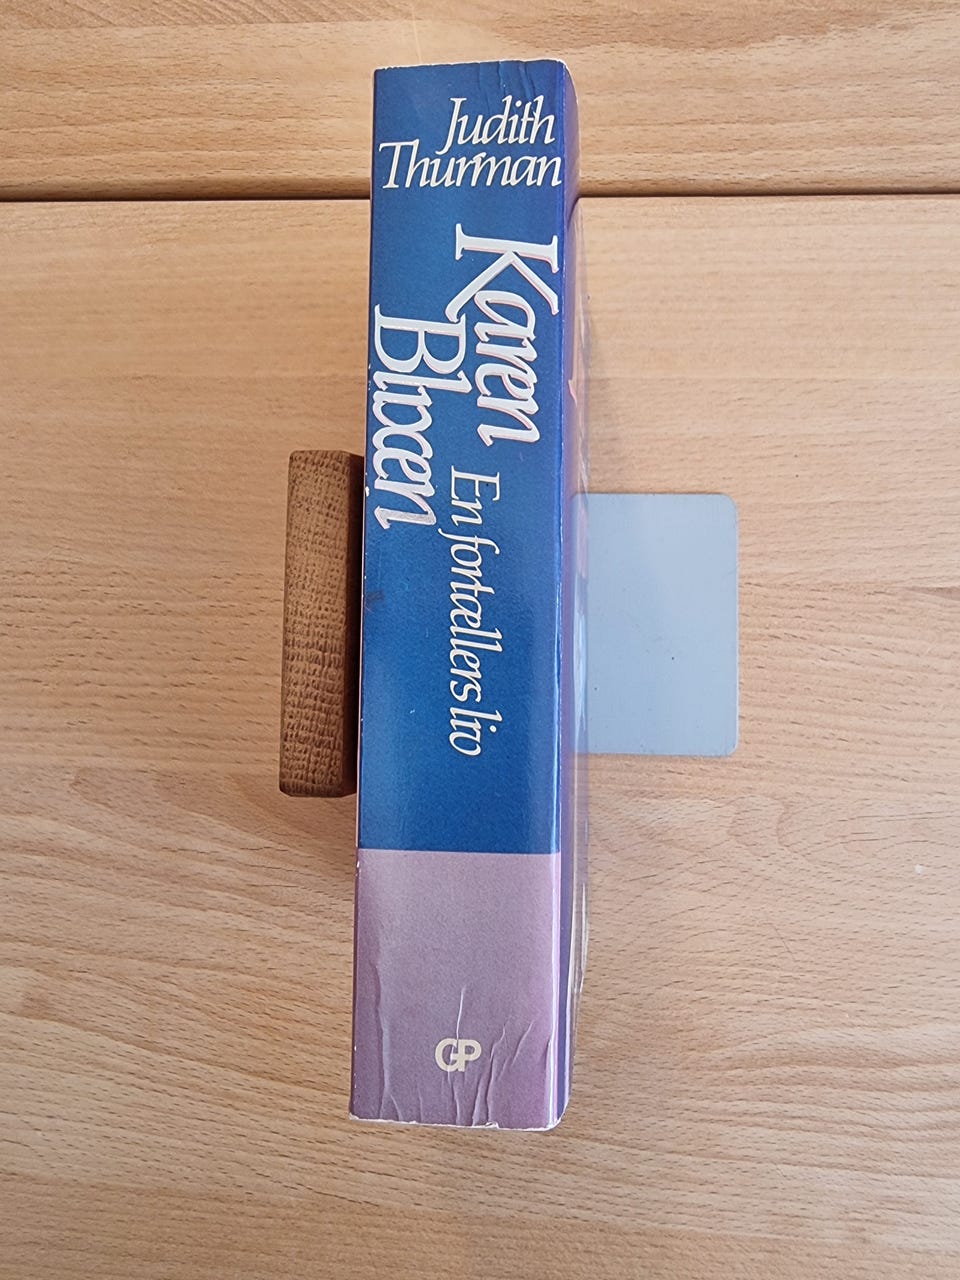 Judith
Thurman
Karen
Blixen
En fortællers liv
GP